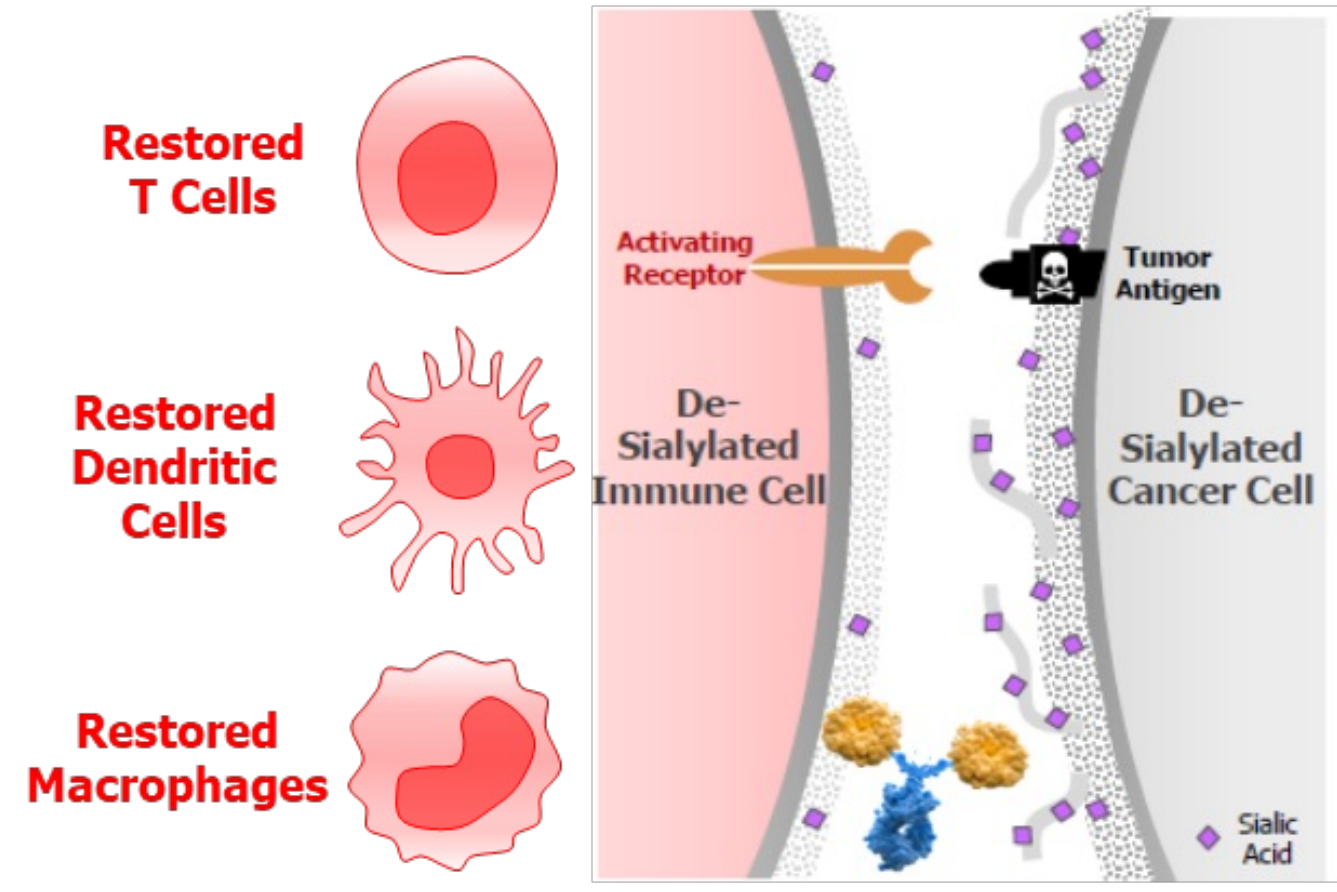 Restored
T Cells
Restored
Dendritic
Cells
Restored
Macrophages
Activating
Receptor
Tumor
Antigen
De-
Sialylated
Immune Cell
De-
Sialylated
Cancer Cell
Sialic
Acid